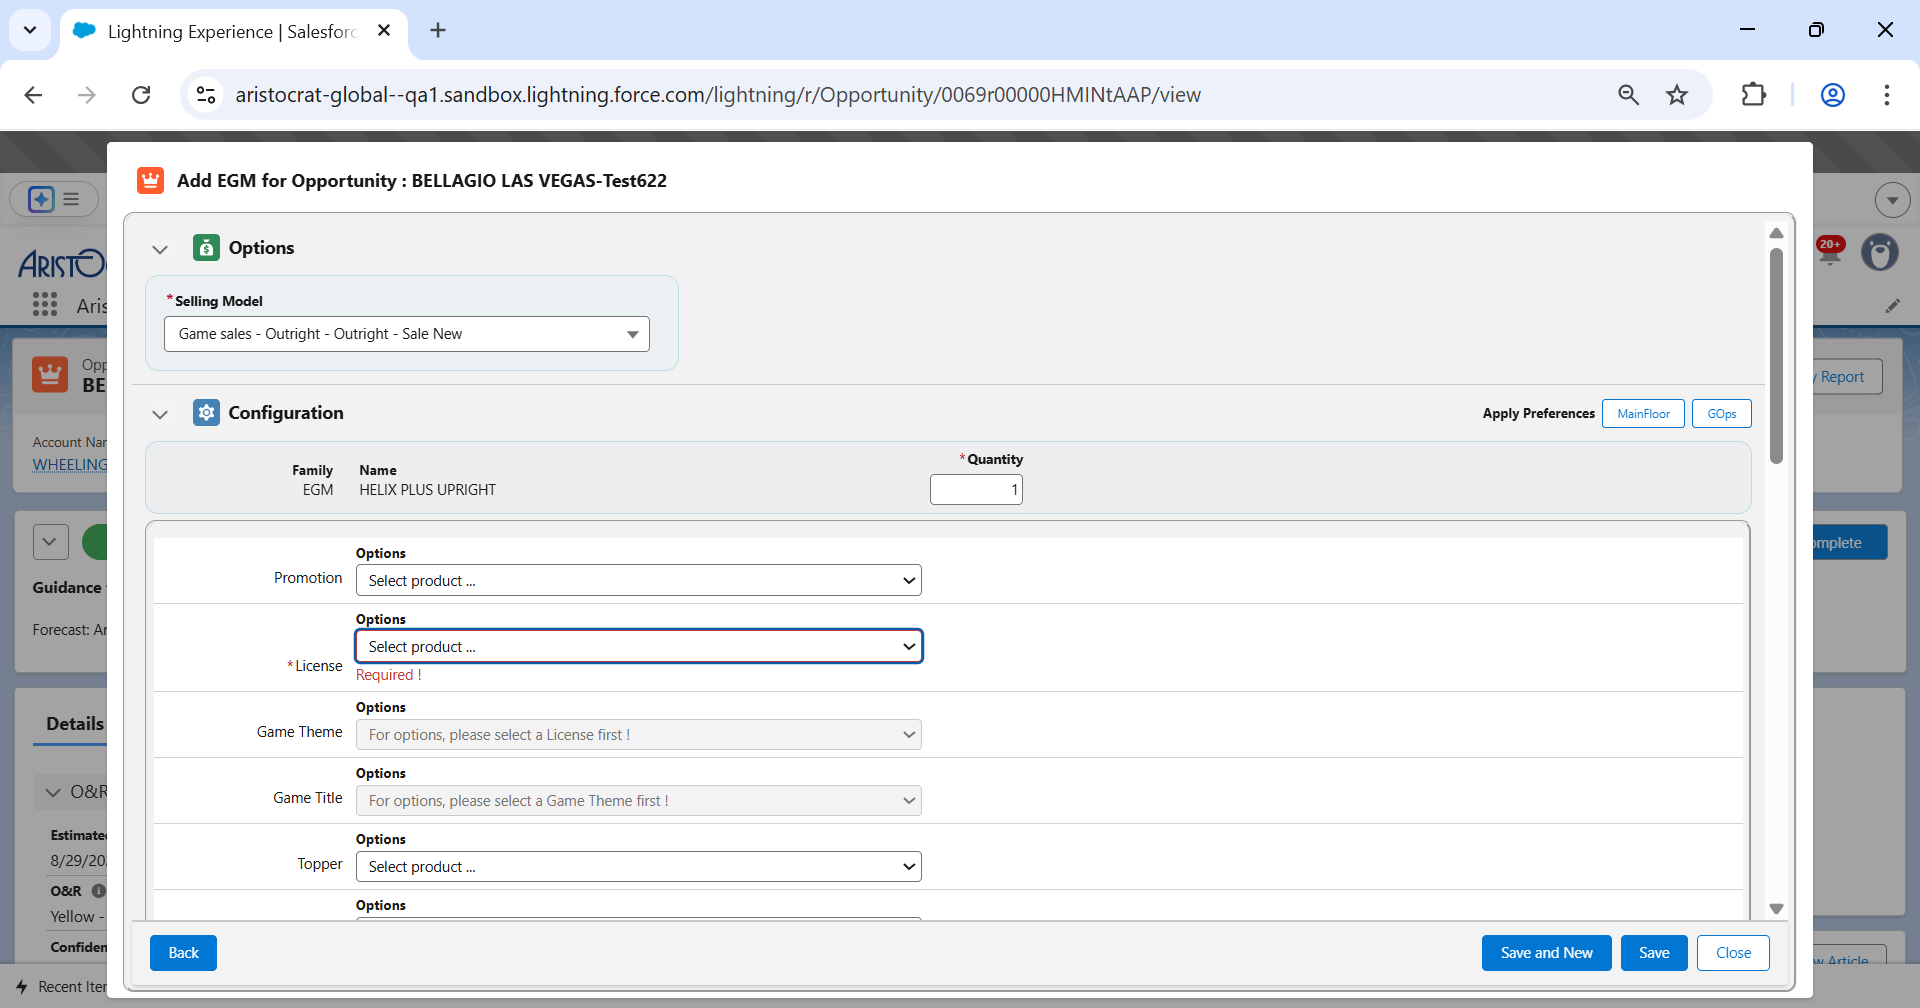 Lightning Experience | Salesforc
aristocrat-global--qa1.sandbox.lightning.force.com/lightning/r/Opportunity/0069r00000HMINtAAP/view
Add EGM for Opportunity : BELLAGIO LAS VEGAS-Test622
Options
*Selling Model
Game sales - Outright - Outright - Sale New
Configuration
Apply Preferences
MainFloor
GOps
Family
Name
*Quantity
EGM
HELIX PLUS UPRIGHT
1
Options
Promotion
Select product ...
Options
Select product ...
*License
Required !
Options
Game Theme
For options, please select a License first !
Options
Game Title
For options, please select a Game Theme first !
Options
Topper
Select product ...
Options
Back
Save and New
Save
Close
ARISTOC
20+
Aris
Opp
BE
y Report
Account Nar
WHEELING
omplete
Guidance
Forecast: Ar
Details
O&R
Estimated
8/29/20
O&R
Yellow -
Confiden
w Article
Recent Iter